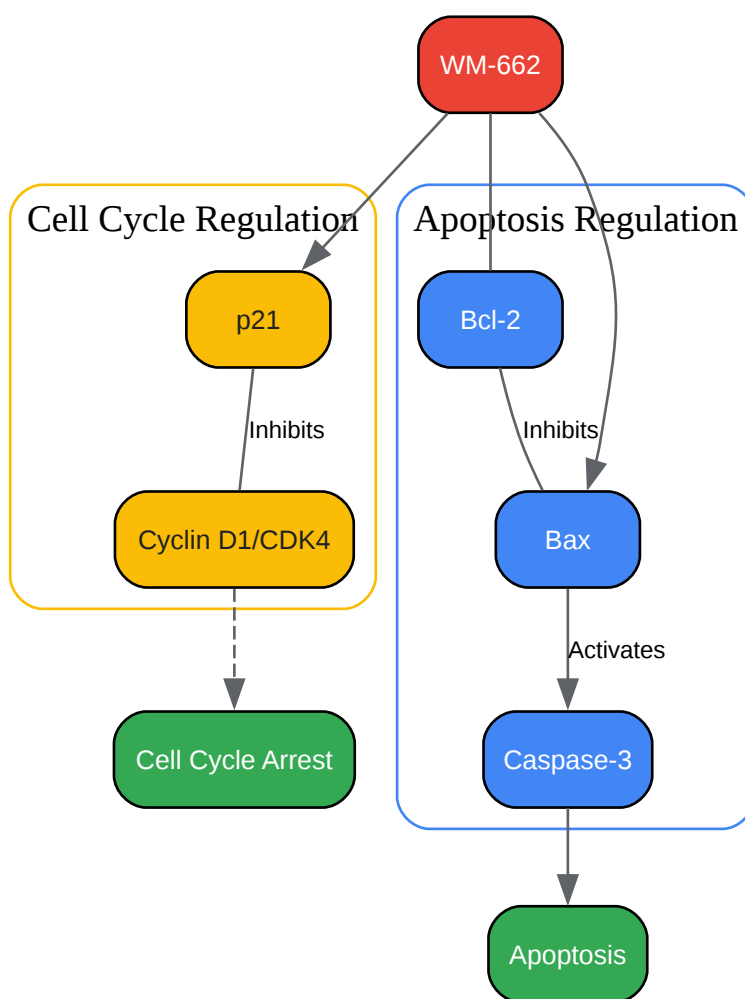 WM-662
Cell Cycle Regulation
Apoptosis Regulation
p21
Bcl-2
Inhibits
Inhibits
Cyclin D1/CDK4
Bax
Activates
Cell Cycle Arrest
Caspase-3
Apoptosis